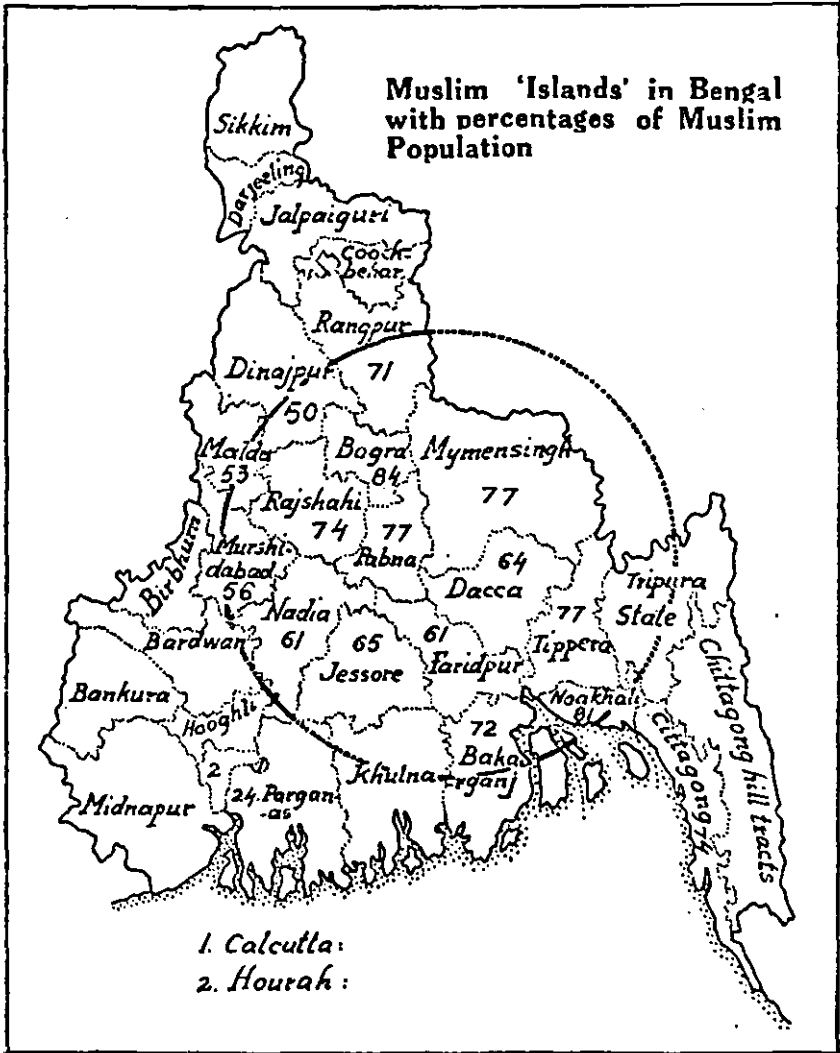 Muslim 'Islands' in Bengal
with percentages of Muslim
Population
Sikkim
Darjeeling
Jalpaiguri
Cooch-
behar
Rangpur
Dinajpur
71
50
Malda
53
Bogra
84
Mymensingh
77
Rajshahi
74
77
Pabna
Birbhum
Murshi-
dabad
56
64
Dacca
Tripura
State
Nadia
61
65
Jessore
61
Faridpur
77
Tippera
Bardwan
Bankura
Hooghli
Noakhali
81
72
Baka
-rganj
Khulna
2
1
24. Pargan
-as
Midnapur
Cittagong 74
Chittagong hill tracts
1. Calcutta:
2. Hourah: